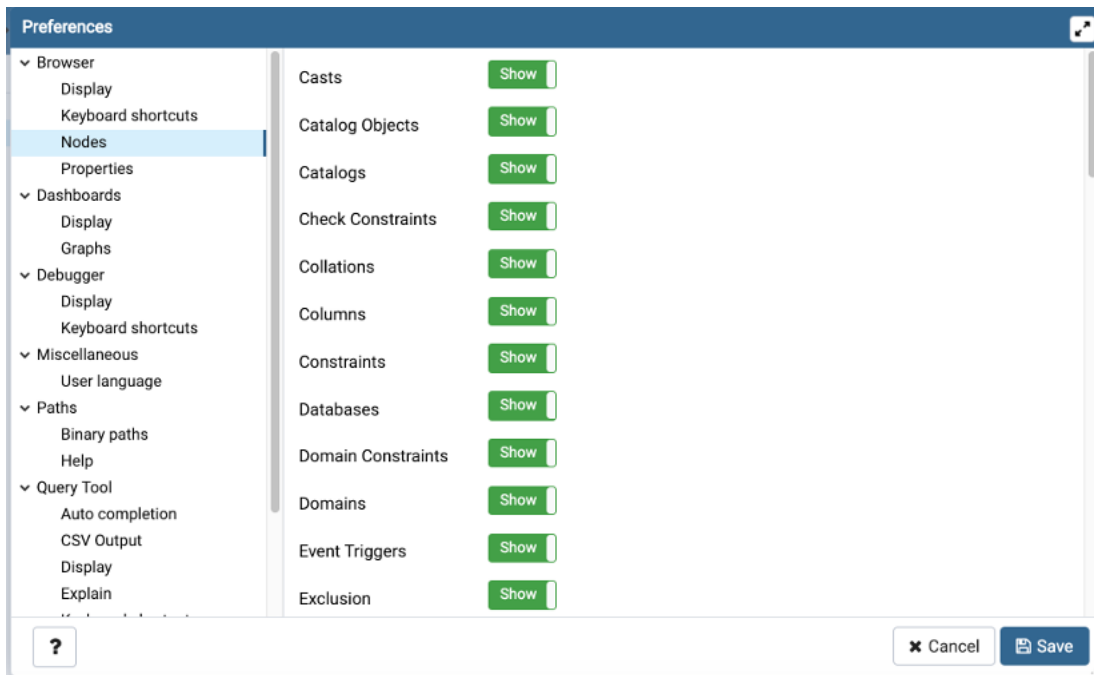 Preferences
Browser
Display
Keyboard shortcuts
Nodes
Properties
Dashboards
Display
Graphs
Debugger
Display
Keyboard shortcuts
Miscellaneous
User language
Paths
Binary paths
Help
Query Tool
Auto completion
CSV Output
Display
Explain
Casts Show
Catalog Objects Show
Catalogs Show
Check Constraints Show
Collations Show
Columns Show
Constraints Show
Databases Show
Domain Constraints Show
Domains Show
Event Triggers Show
Exclusion Show
? Cancel Save